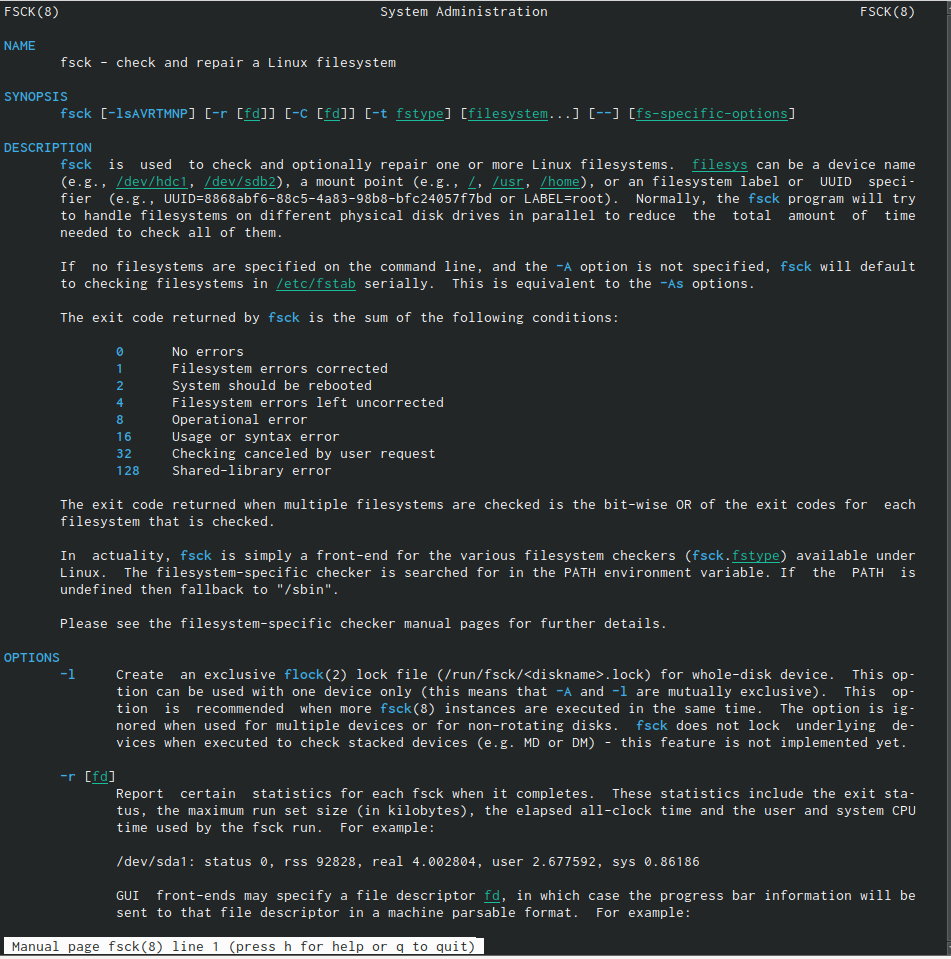 FSCK(8) System Administration FSCK(8)
NAME
fsck - check and repair a Linux filesystem
SYNOPSIS
fsck [-lsAVRTMNP] [-r [fd]] [-C [fd]] [-t fstype] [filesystem...] [--] [fs-specific-options]
DESCRIPTION
fsck is used to check and optionally repair one or more Linux filesystems. filesys can be a device name
(e.g., /dev/hdc1, /dev/sdb2), a mount point (e.g., /, /usr, /home), or an filesystem label or UUID speci-
fier (e.g., UUID=8868abf6-88c5-4a83-98b8-bfc24057f7bd or LABEL=root). Normally, the fsck program will try
to handle filesystems on different physical disk drives in parallel to reduce the total amount of time
needed to check all of them.
If no filesystems are specified on the command line, and the -A option is not specified, fsck will default
to checking filesystems in /etc/fstab serially. This is equivalent to the -As options.
The exit code returned by fsck is the sum of the following conditions:
0 No errors
1 Filesystem errors corrected
2 System should be rebooted
4 Filesystem errors left uncorrected
8 Operational error
16 Usage or syntax error
32 Checking canceled by user request
128 Shared-library error
The exit code returned when multiple filesystems are checked is the bit-wise OR of the exit codes for each
filesystem that is checked.
In actuality, fsck is simply a front-end for the various filesystem checkers (fsck.fstype) available under
Linux. The filesystem-specific checker is searched for in the PATH environment variable. If the PATH is
undefined then fallback to "/sbin".
Please see the filesystem-specific checker manual pages for further details.
OPTIONS
-l Create an exclusive flock(2) lock file (/run/fsck/<diskname>.lock) for whole-disk device. This op-
tion can be used with one device only (this means that -A and -l are mutually exclusive). This op-
tion is recommended when more fsck(8) instances are executed in the same time. The option is ig-
nored when used for multiple devices or for non-rotating disks. fsck does not lock underlying de-
vices when executed to check stacked devices (e.g. MD or DM) - this feature is not implemented yet.
-r [fd]
Report certain statistics for each fsck when it completes. These statistics include the exit sta-
tus, the maximum run set size (in kilobytes), the elapsed all-clock time and the user and system CPU
time used by the fsck run. For example:
/dev/sda1: status 0, rss 92828, real 4.002804, user 2.677592, sys 0.86186
GUI front-ends may specify a file descriptor fd, in which case the progress bar information will be
sent to that file descriptor in a machine parsable format. For example:
Manual page fsck(8) line 1 (press h for help or q to quit)